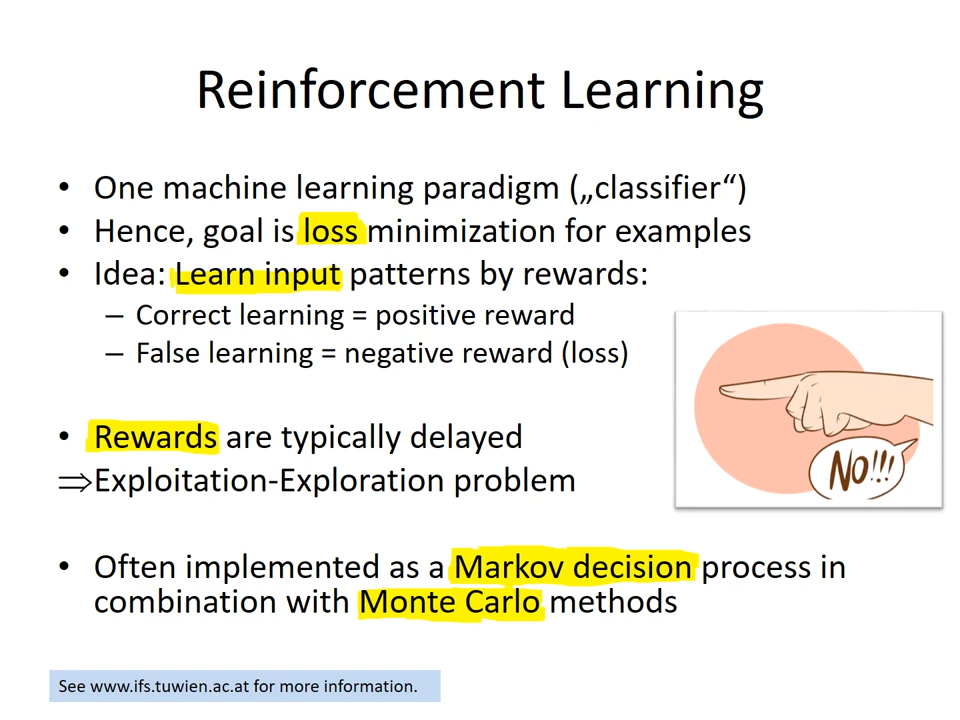 Reinforcement Learning
• One machine learning paradigm („classifier“)
• Hence, goal is loss minimization for examples
• Idea: Learn input patterns by rewards:
– Correct learning = positive reward
– False learning = negative reward (loss)
• Rewards are typically delayed
⇒Exploitation-Exploration problem
NO!!!
• Often implemented as a Markov decision process in
combination with Monte Carlo methods
See www.ifs.tuwien.ac.at for more information.